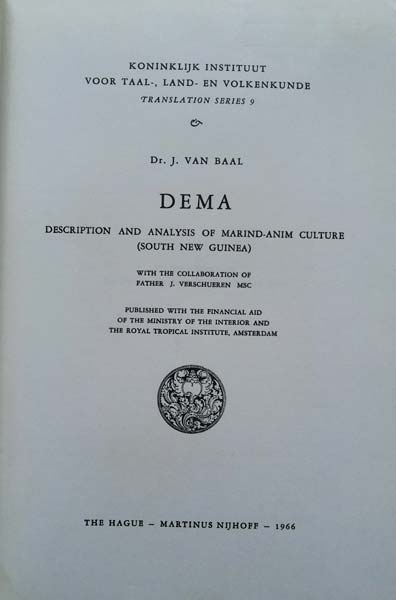 KONINKLIJK INSTITUUT
VOOR TAAL-, LAND- EN VOLKENKUNDE
TRANSLATION SERIES 9
Dr. J. VAN BAAL
DEMA
DESCRIPTION AND ANALYSIS OF MARIND-ANIM CULTURE
(SOUTH NEW GUINEA)
WITH THE COLLABORATION OF
FATHER J. VERSCHUEREN MSC
PUBLISHED WITH THE FINANCIAL AID
OF THE MINISTRY OF THE INTERIOR AND
THE ROYAL TROPICAL INSTITUTE, AMSTERDAM
THE HAGUE – MARTINUS NIJHOFF – 1966